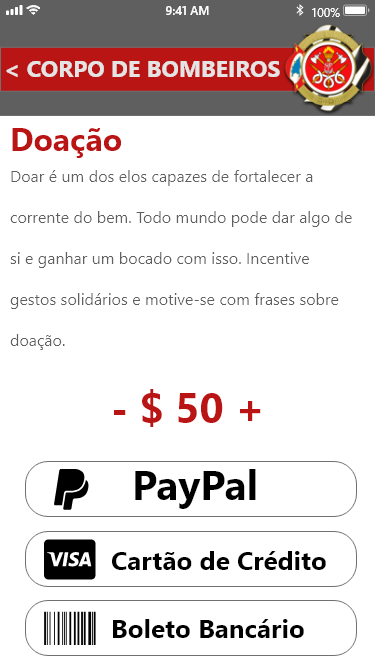 9:41 AM
100%
< CORPO DE BOMBEIROS
Doação
Doar é um dos elos capazes de fortalecer a
corrente do bem. Todo mundo pode dar algo de
si e ganhar um bocado com isso. Incentive
gestos solidários e motive-se com frases sobre
doação.
- $ 50 +
PayPal
VISA
Cartão de Crédito
Boleto Bancário